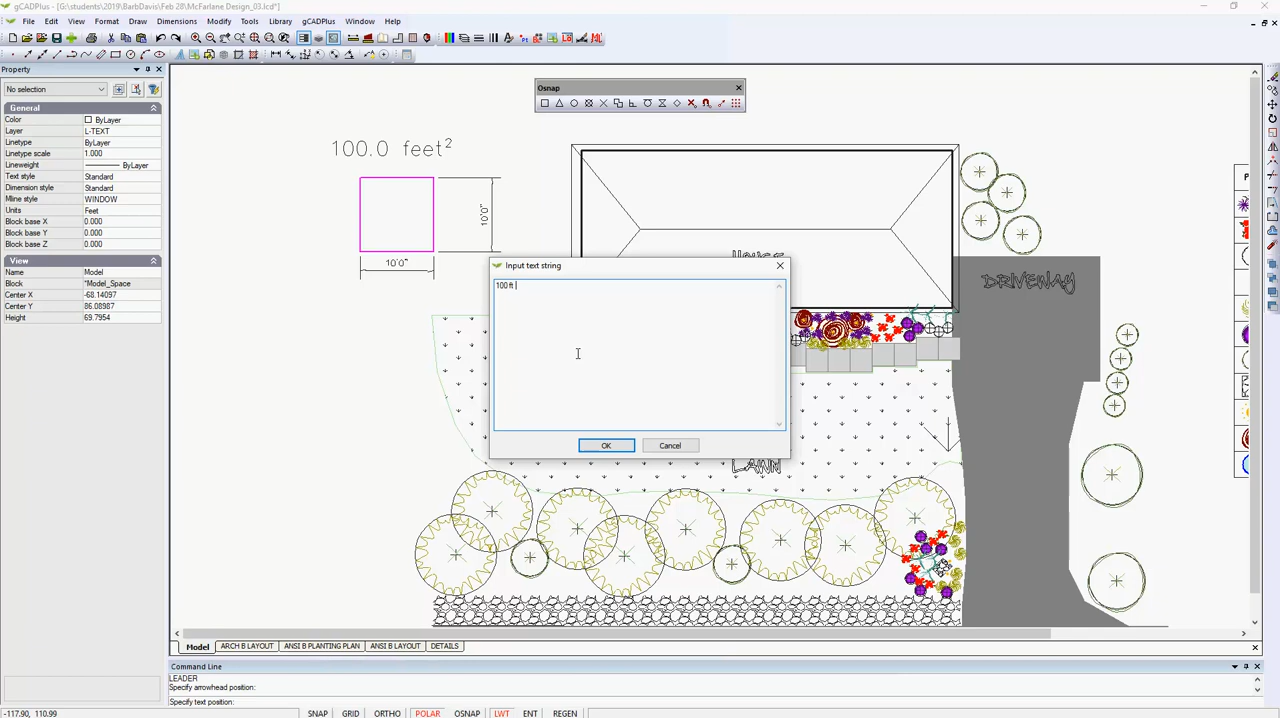 gCADPlus - [G:\students\2019\BarbDavis\Feb 28\McFarlane Design_03.lcd*]
File Edit View Format Draw Dimensions Modify Tools Library gCADPlus Window Help
Property
No selection
General
Color ByLayer
Layer L-TEXT
Linetype ByLayer
Linetype scale 1.000
Lineweight ByLayer
Text style Standard
Dimension style Standard
Mline style WINDOW
Units Feet
Block base X 0.000
Block base Y 0.000
Block base Z 0.000
View
Name Model
Block *Model_Space
Center X -68.14097
Center Y 86.08987
Height 69.7954
Osnap
100.0 feet²
10'0"
10'0"
HOUSE
DRIVEWAY
LAWN
Input text string
100 ft
OK Cancel
Model ARCH B LAYOUT ANSI B PLANTING PLAN ANSI B LAYOUT DETAILS
Command Line
LEADER
Specify arrowhead position:
Specify text position:
-117.90, 110.99 SNAP GRID ORTHO POLAR OSNAP LWT ENT REGEN